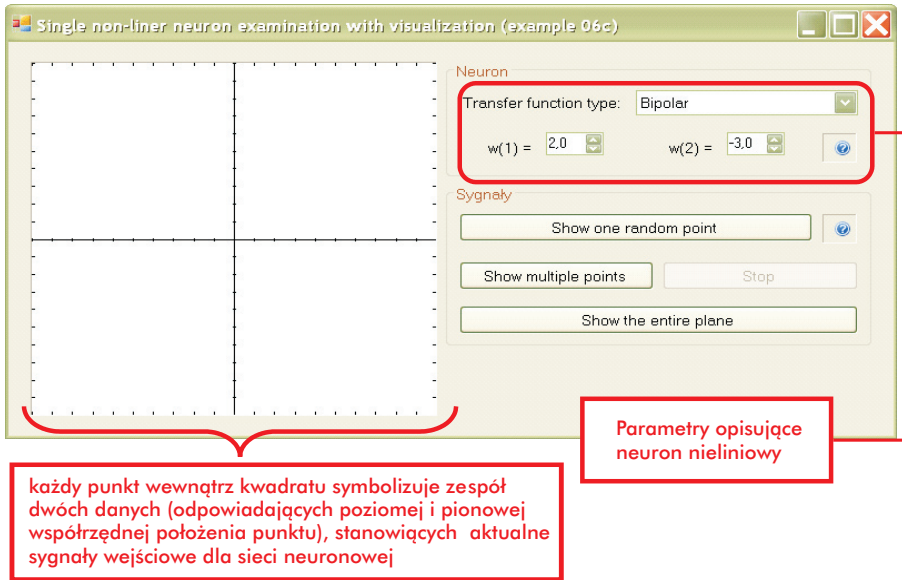 Single non-liner neuron examination with visualization (example 06c)
Neuron
Transfer function type: Bipolar
w(1) = 2,0 w(2) = -3,0
Sygnały
Show one random point
Show multiple points Stop
Show the entire plane
Parametry opisujące
neuron nieliniowy
każdy punkt wewnątrz kwadratu symbolizuje zespół
dwóch danych (odpowiadających poziomej i pionowej
współrzędnej położenia punktu), stanowiących aktualne
sygnały wejściowe dla sieci neuronowej